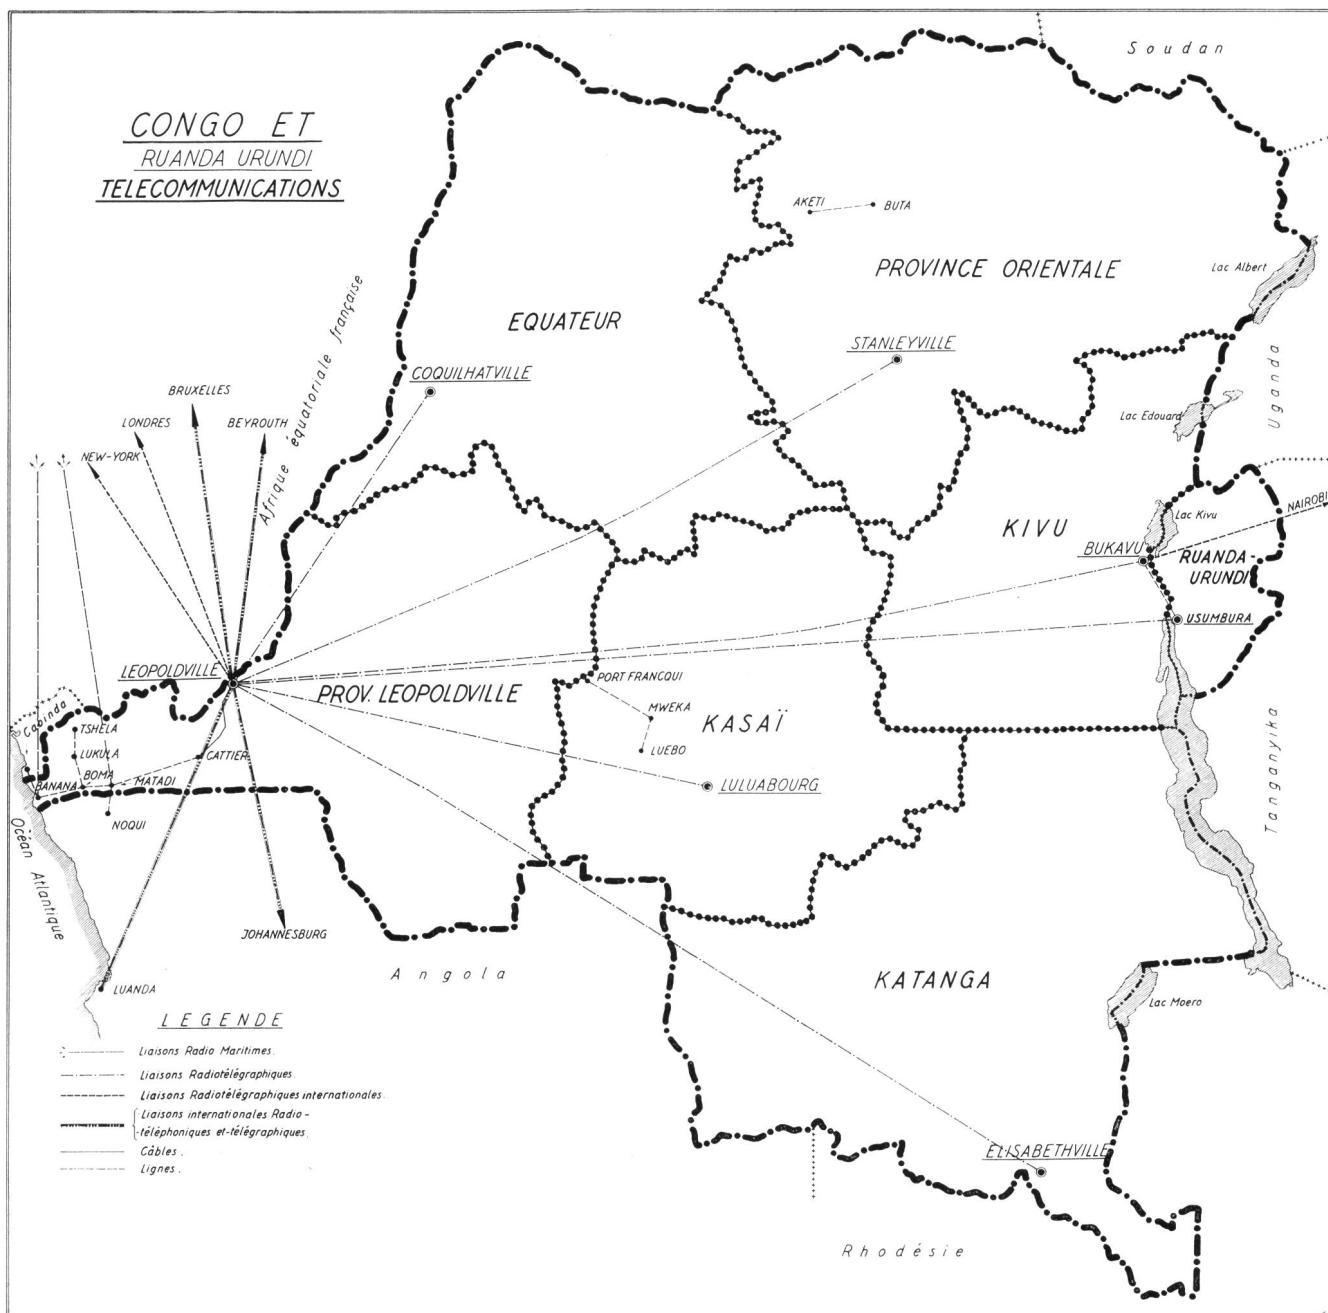 CONGO ET
RUANDA URUNDI
TELECOMMUNICATIONS
Soudan
AKETI
BUTA
PROVINCE ORIENTALE
Lac Albert
EQUATEUR
STANLEYVILLE
COQUILHATVILLE
Afrique équatoriale française
Uganda
BRUXELLES
LONDRES
BEYROUTH
NEW-YORK
Lac Edouard
KIVU
Lac Kivu
NAIROBI
BUKAVU
RUANDA-
URUNDI
USUMBURA
LEOPOLDVILLE
PROV. LEOPOLDVILLE
PORT FRANCQUI
MWEKA
KASAÏ
LUEBO
LULUABOURG
Cabinda
TSHELA
LUKULA
BOMA
BANANA
MATADI
CATTIER
NOQUI
Océan Atlantique
Tanganyika
JOHANNESBURG
Angola
LUANDA
KATANGA
Lac Moero
ELISABETHVILLE
Rhodésie
LEGENDE
Liaisons Radio Maritimes.
Liaisons Radiotélégraphiques.
Liaisons Radiotélégraphiques internationales.
Liaisons internationales Radio-
-téléphoniques et-télégraphiques.
Câbles.
Lignes.